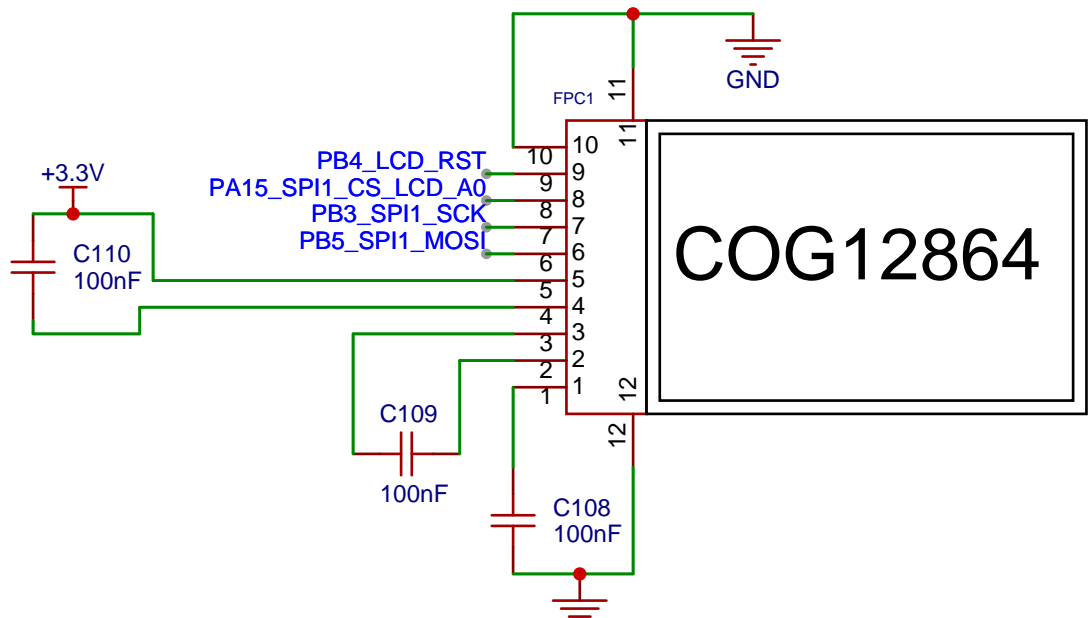 GND
11
FPC1
11
10
10
PB4_LCD_RST
9
9
PA15_SPI1_CS_LCD_A0
8
8
PB3_SPI1_SCK
7
7
PB5_SPI1_MOSI
6
6
COG12864
+3.3V
C110
100nF
5
5
4
4
3
3
2
2
1
1
12
12
C109
100nF
C108
100nF